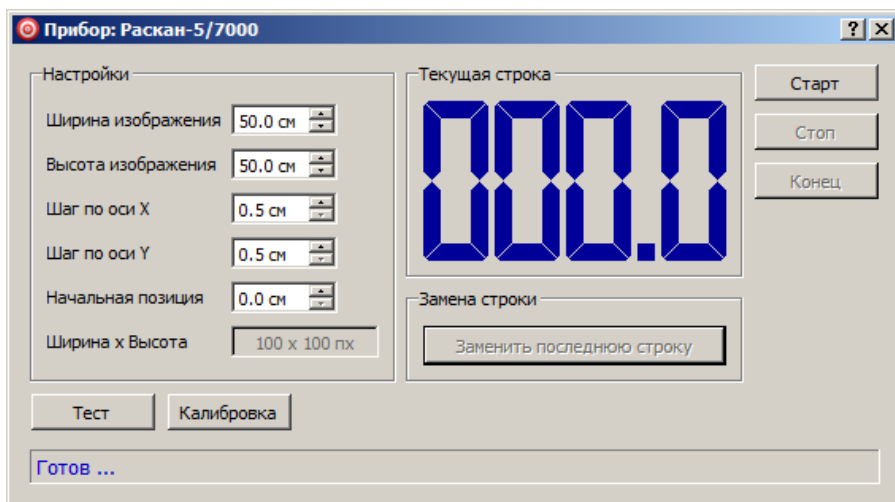 Прибор: Раскан-5/7000
Настройки
Ширина изображения 50.0 см
Высота изображения 50.0 см
Шаг по оси X 0.5 см
Шаг по оси Y 0.5 см
Начальная позиция 0.0 см
Ширина x Высота 100 x 100 пх
Текущая строка
000.0
Замена строки
Заменить последнюю строку
Старт
Стоп
Конец
Тест Калибровка
Готов ...